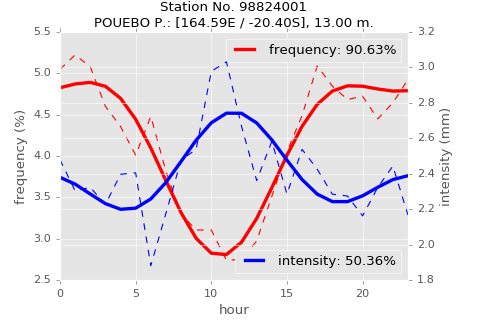 Station No. 98824001
POUEBO P.: [164.59E / -20.40S], 13.00 m.
5.5
5.0
4.5
4.0
3.5
3.0
2.5
frequency (%)
3.2
3.0
2.8
2.6
2.4
2.2
2.0
1.8
intensity (mm)
frequency: 90.63%
intensity: 50.36%
0
5
10
15
20
hour